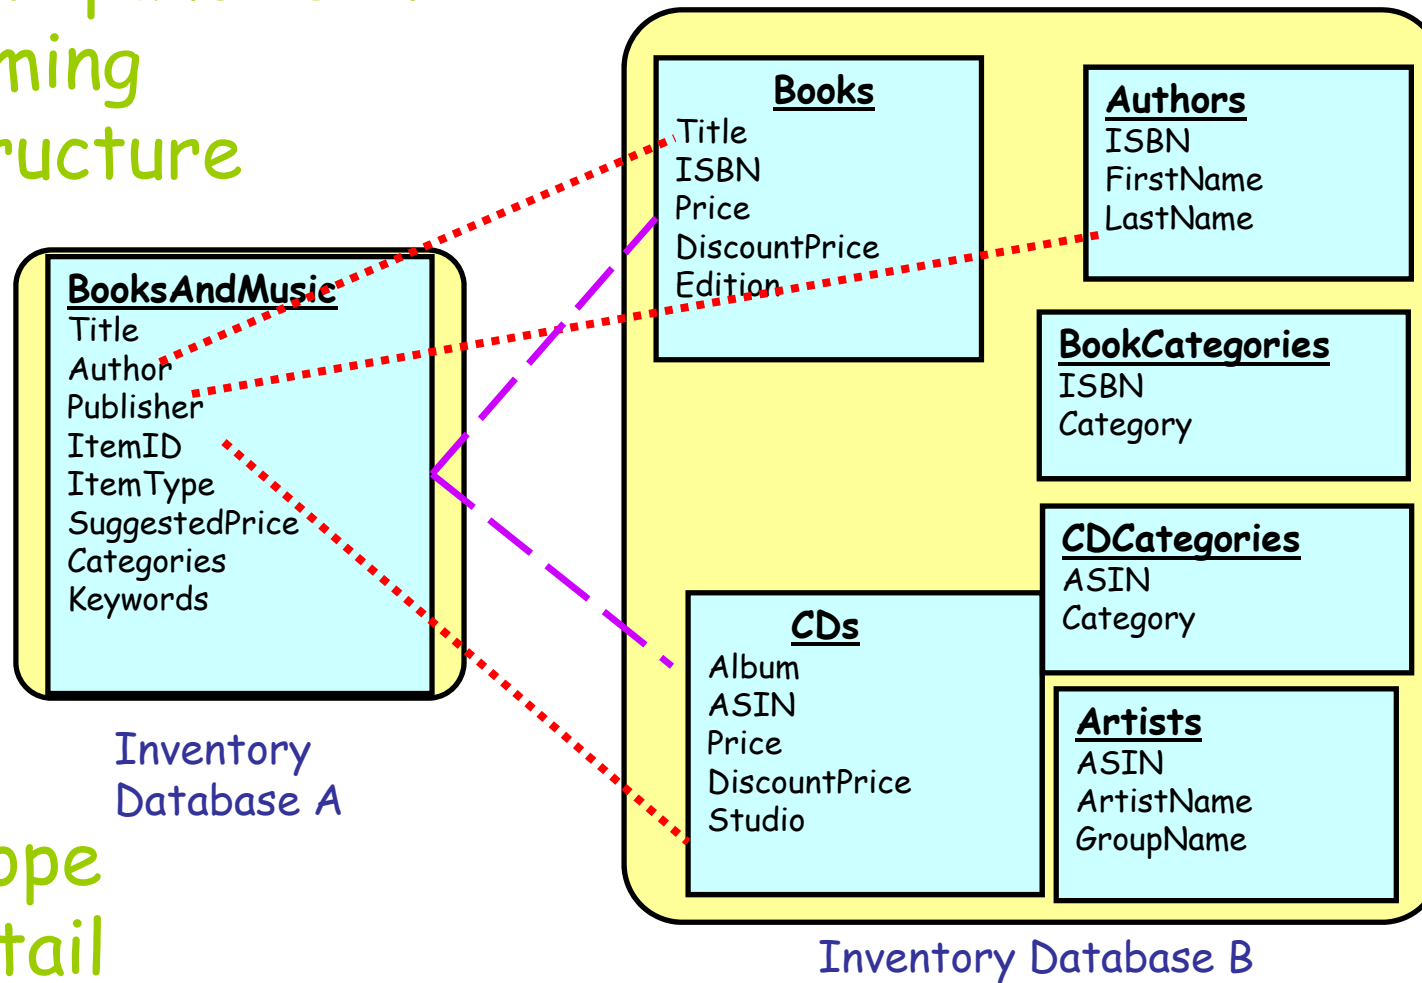 ming
ructure
BooksAndMusic
Title
Author
Publisher
ItemID
ItemType
SuggestedPrice
Categories
Keywords
Inventory
Database A
ope
tail
Books
Title
ISBN
Price
DiscountPrice
Edition
Authors
ISBN
FirstName
LastName
BookCategories
ISBN
Category
CDCategories
ASIN
Category
CDs
Album
ASIN
Price
DiscountPrice
Studio
Artists
ASIN
ArtistName
GroupName
Inventory Database B